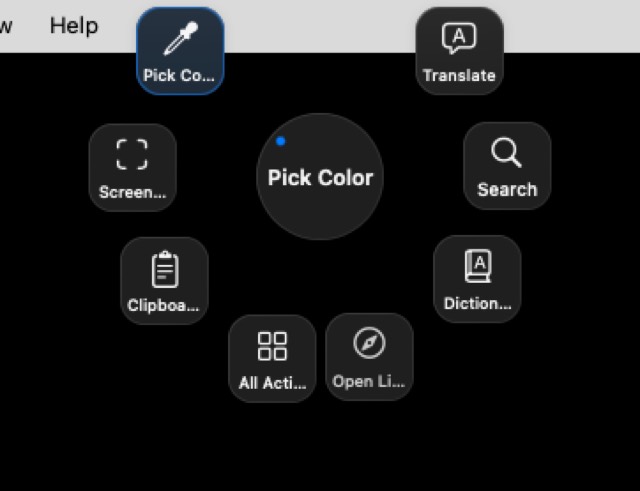 w Help
Pick Co...
A
Translate
Screen...
Pick Color
Search
Clipboa...
A
Diction...
All Acti...
Open Li...